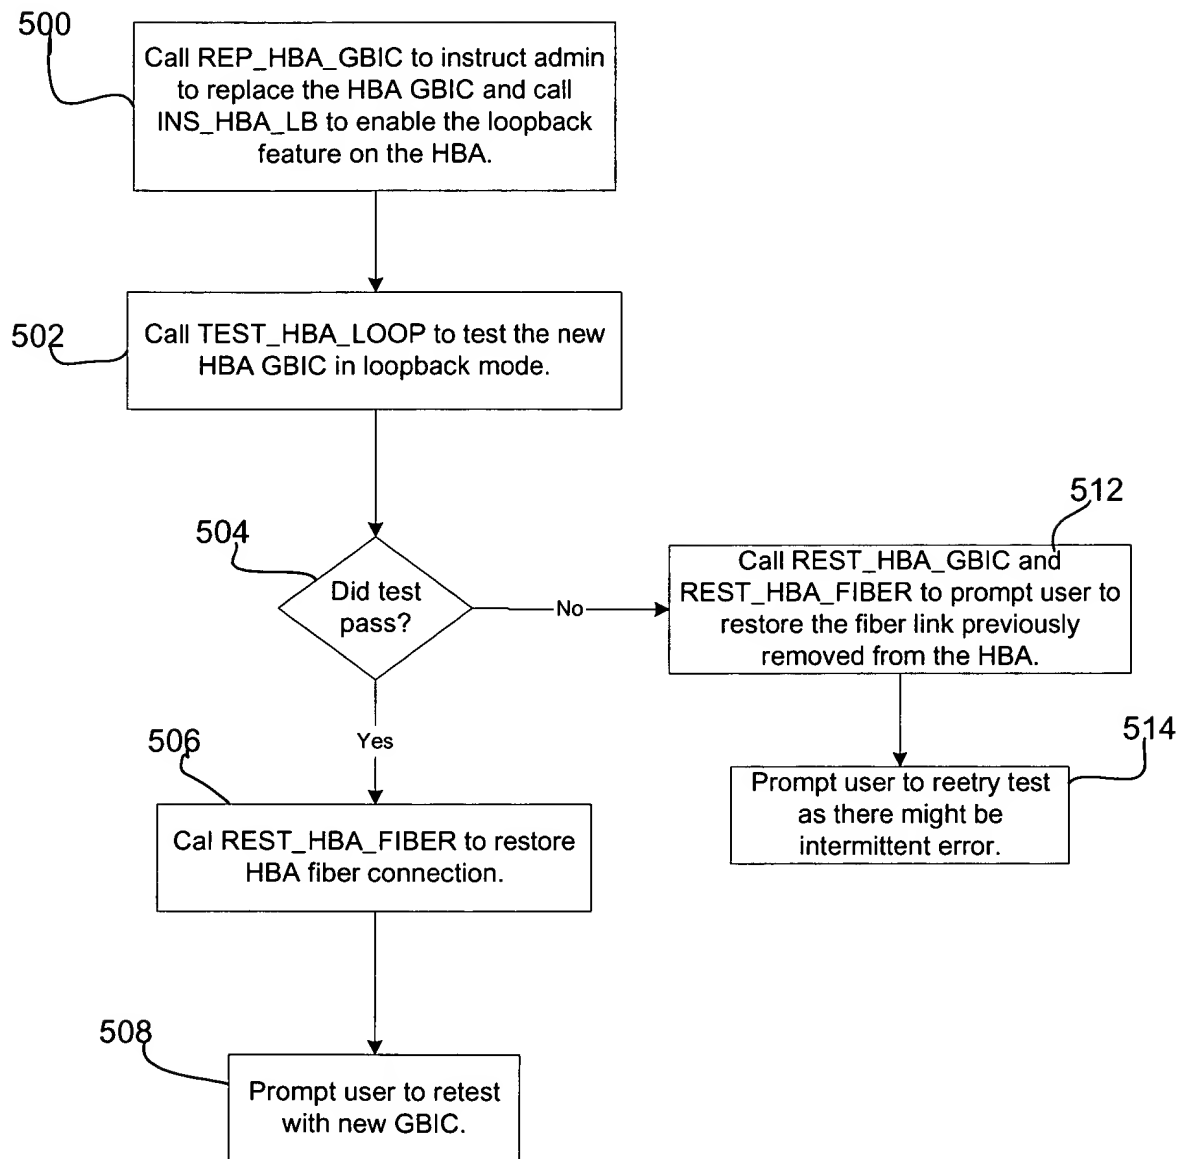 500
Call REP_HBA_GBIC to instruct admin
to replace the HBA GBIC and call
INS_HBA_LB to enable the loopback
feature on the HBA.
502
Call TEST_HBA_LOOP to test the new
HBA GBIC in loopback mode.
504
Did test
pass?
No
512
Call REST_HBA_GBIC and
REST_HBA_FIBER to prompt user to
restore the fiber link previously
removed from the HBA.
Yes
514
Prompt user to reetry test
as there might be
intermittent error.
506
Cal REST_HBA_FIBER to restore
HBA fiber connection.
508
Prompt user to retest
with new GBIC.